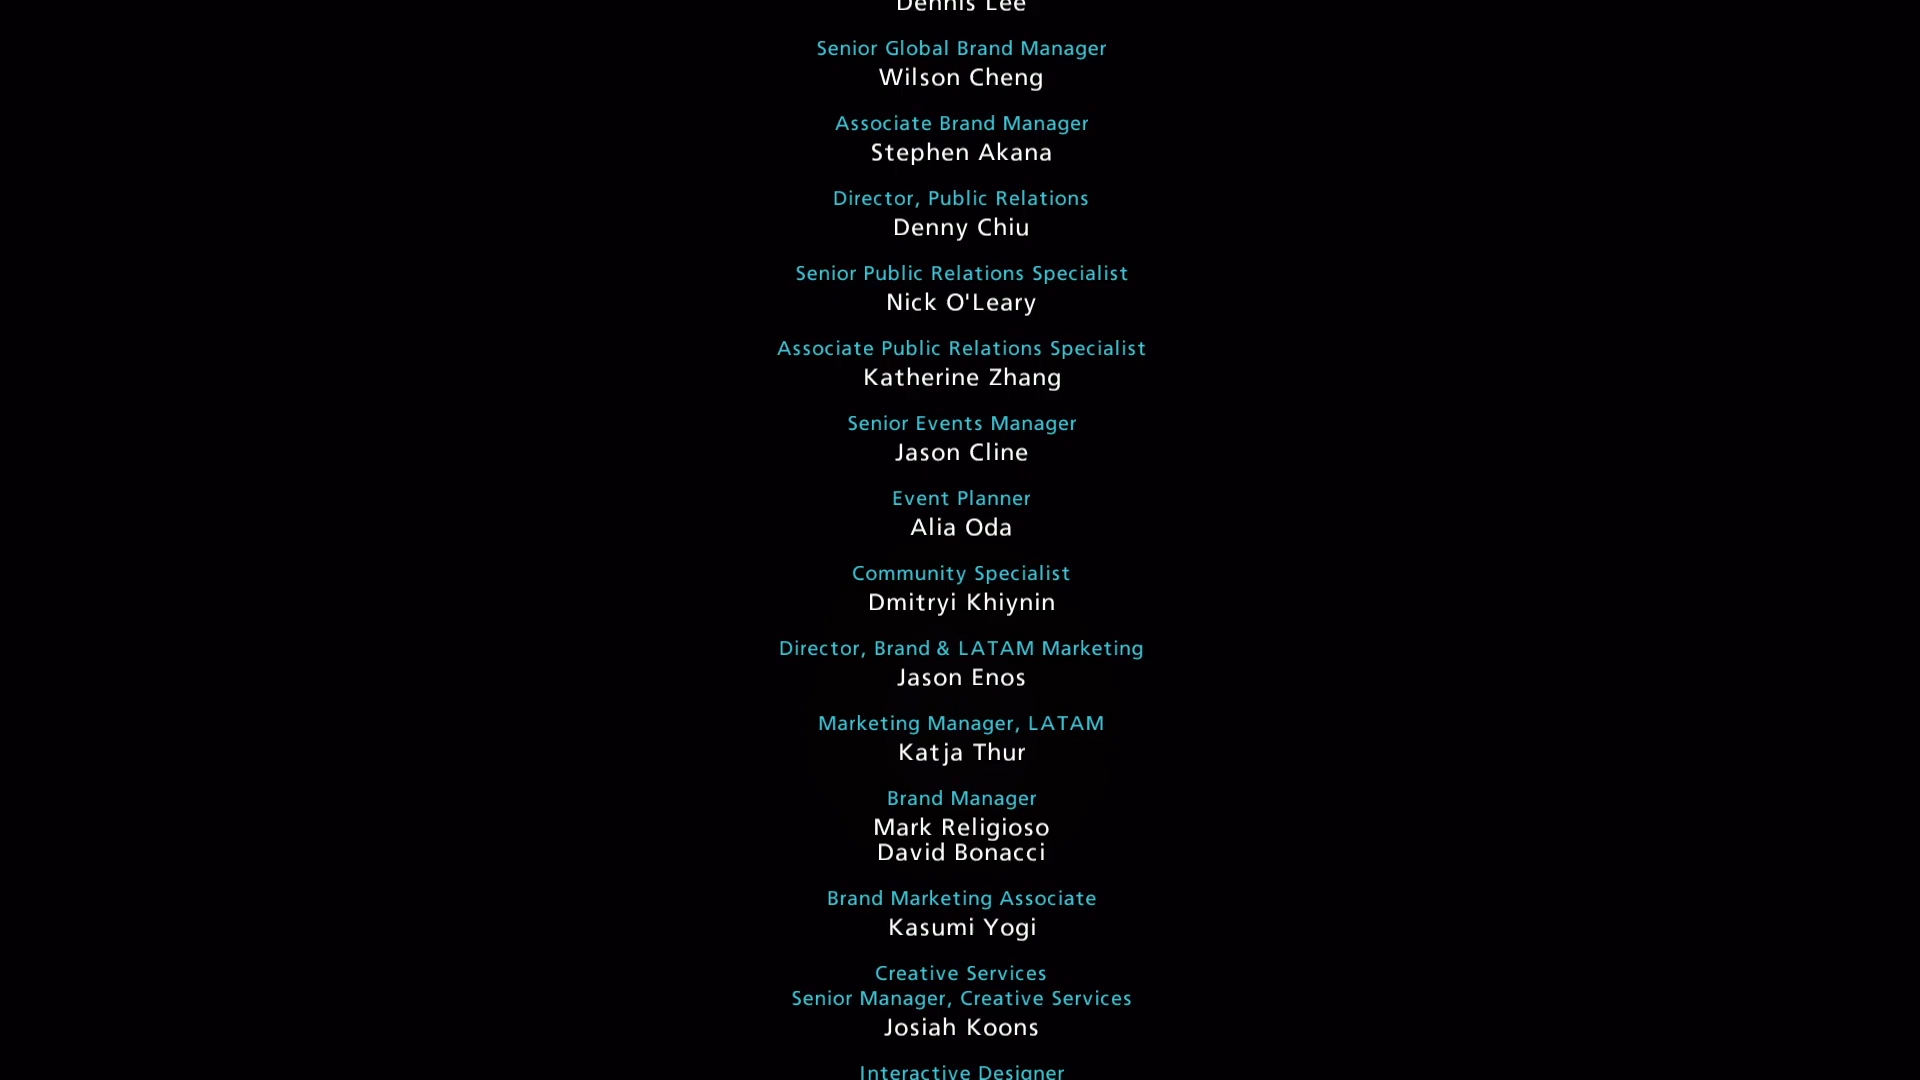 Dennis Lee
Senior Global Brand Manager
Wilson Cheng
Associate Brand Manager
Stephen Akana
Director, Public Relations
Denny Chiu
Senior Public Relations Specialist
Nick O'Leary
Associate Public Relations Specialist
Katherine Zhang
Senior Events Manager
Jason Cline
Event Planner
Alia Oda
Community Specialist
Dmitryi Khiynin
Director, Brand & LATAM Marketing
Jason Enos
Marketing Manager, LATAM
Katja Thur
Brand Manager
Mark Religioso
David Bonacci
Brand Marketing Associate
Kasumi Yogi
Creative Services
Senior Manager, Creative Services
Josiah Koons
Interactive Designer